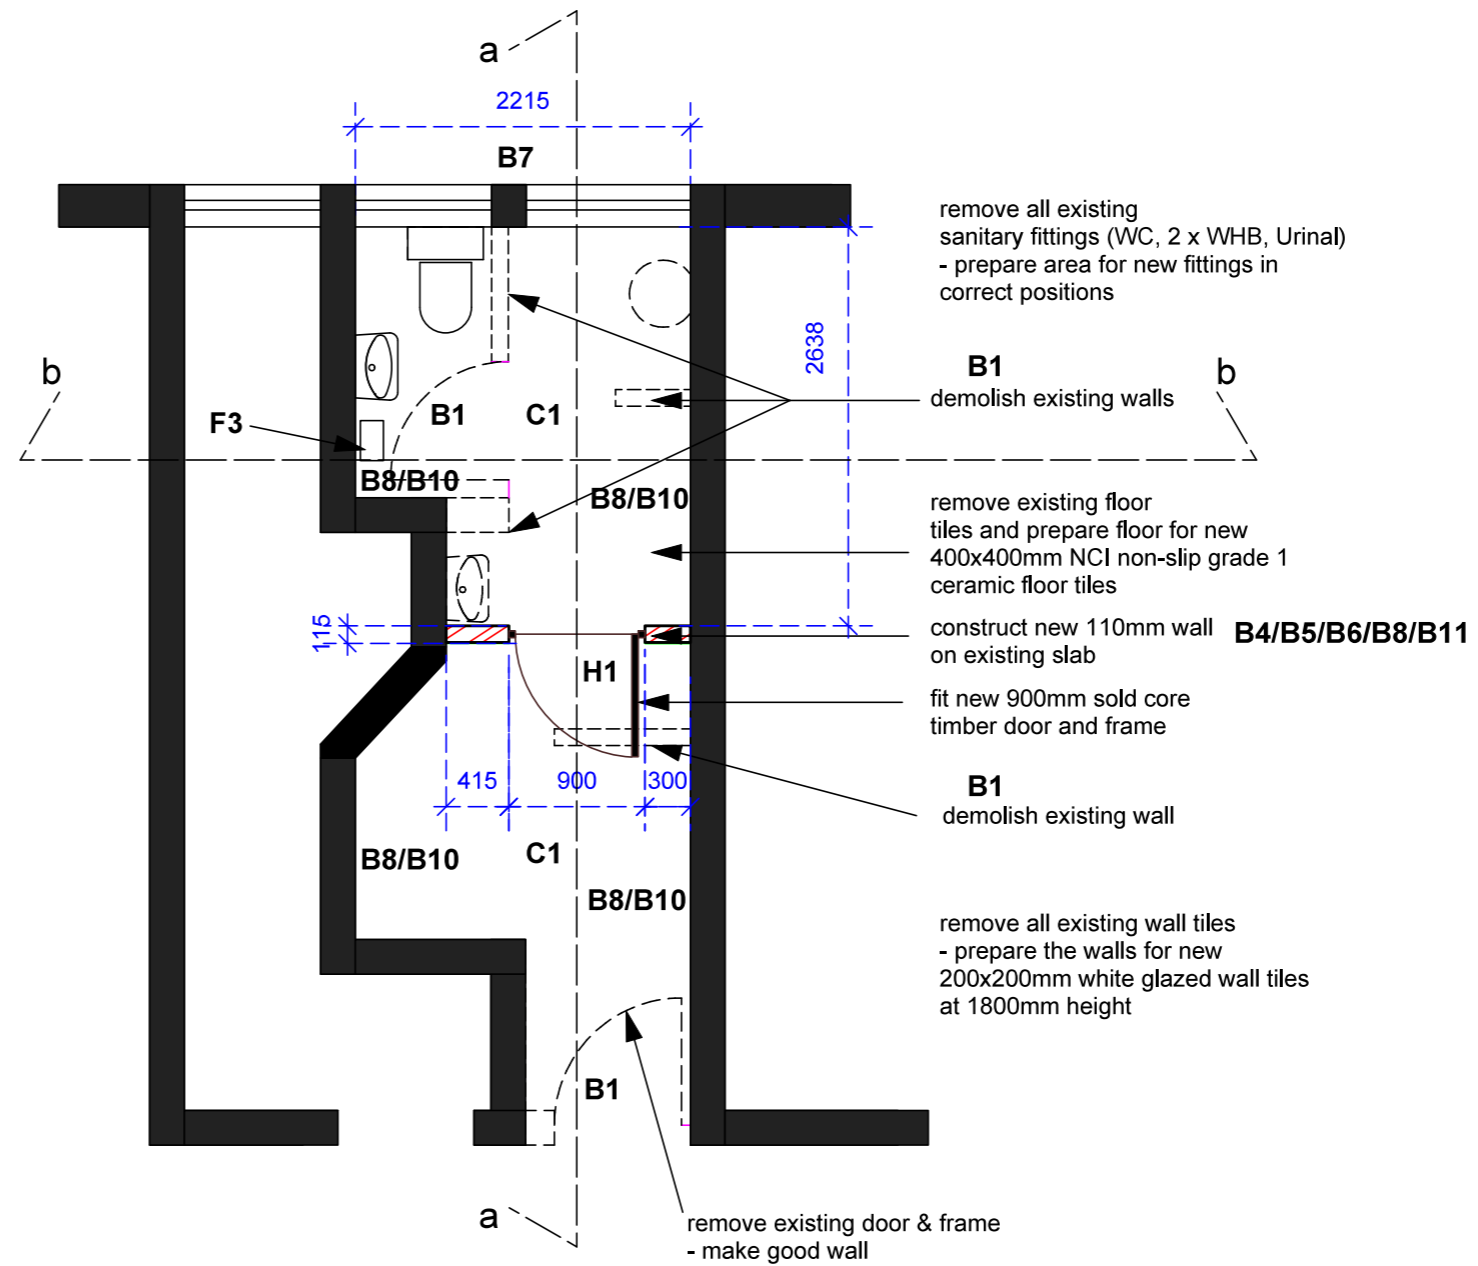 a
2215
B7
remove all existing
sanitary fittings (WC, 2 x WHB, Urinal)
- prepare area for new fittings in
correct positions
2638
b
B1
b
demolish existing walls
F3
B1
C1
B8/B10
B8/B10
remove existing floor
tiles and prepare floor for new
400x400mm NCI non-slip grade 1
ceramic floor tiles
115
construct new 110mm wall
on existing slab
B4/B5/B6/B8/B11
H1
fit new 900mm sold core
timber door and frame
415
900
300
B1
demolish existing wall
B8/B10
C1
B8/B10
remove all existing wall tiles
- prepare the walls for new
200x200mm white glazed wall tiles
at 1800mm height
B1
a
remove existing door & frame
- make good wall